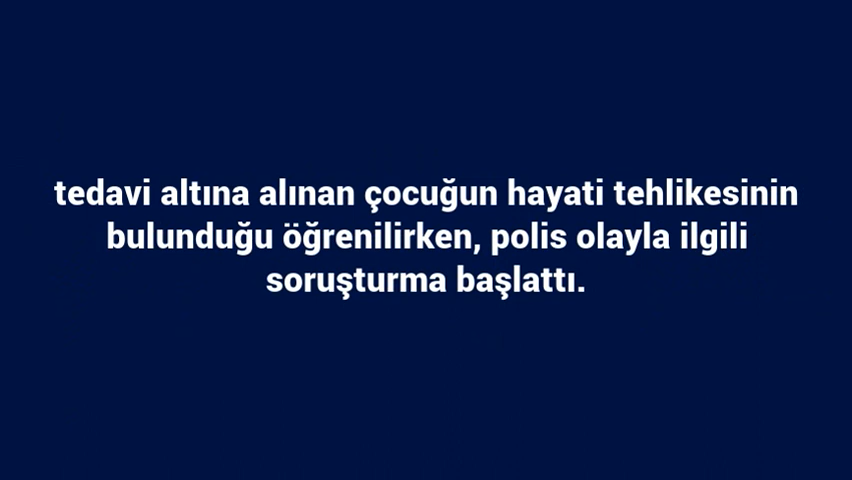 tedavi altına alınan çocuğun hayati tehlikesinin
bulunduğu öğrenilirken, polis olayla ilgili
soruşturma başlattı.